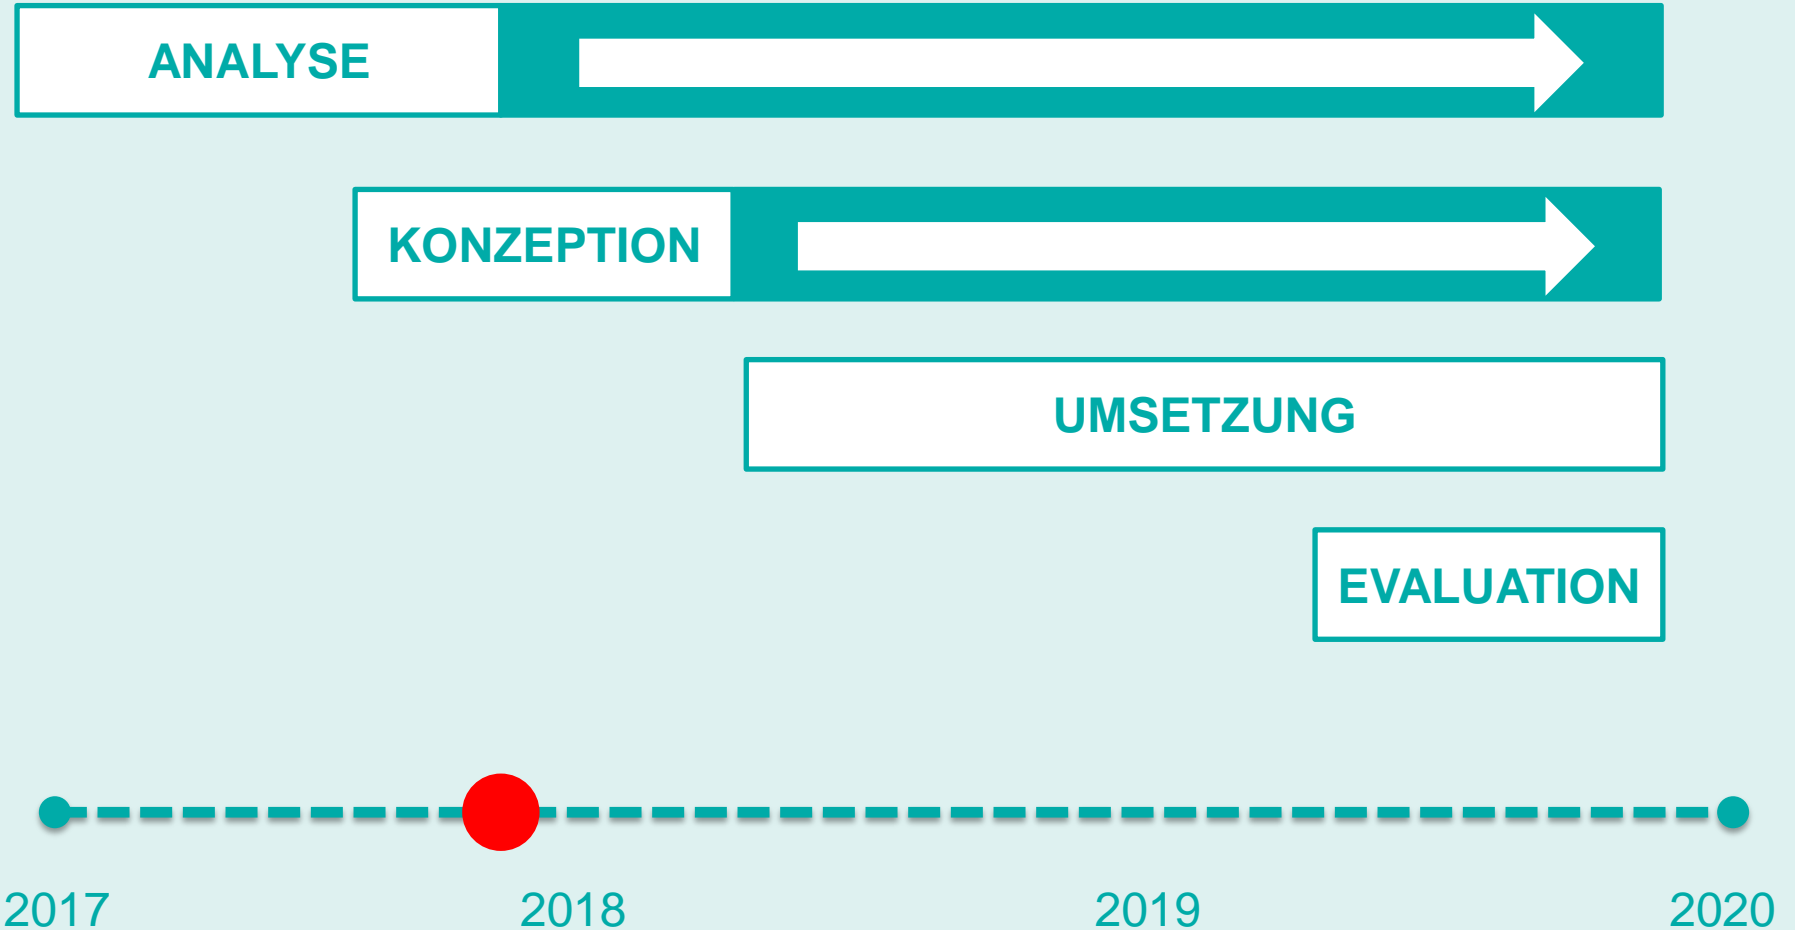 ANALYSE
KONZEPTION
UMSETZUNG
EVALUATION
2017 2018 2019 2020